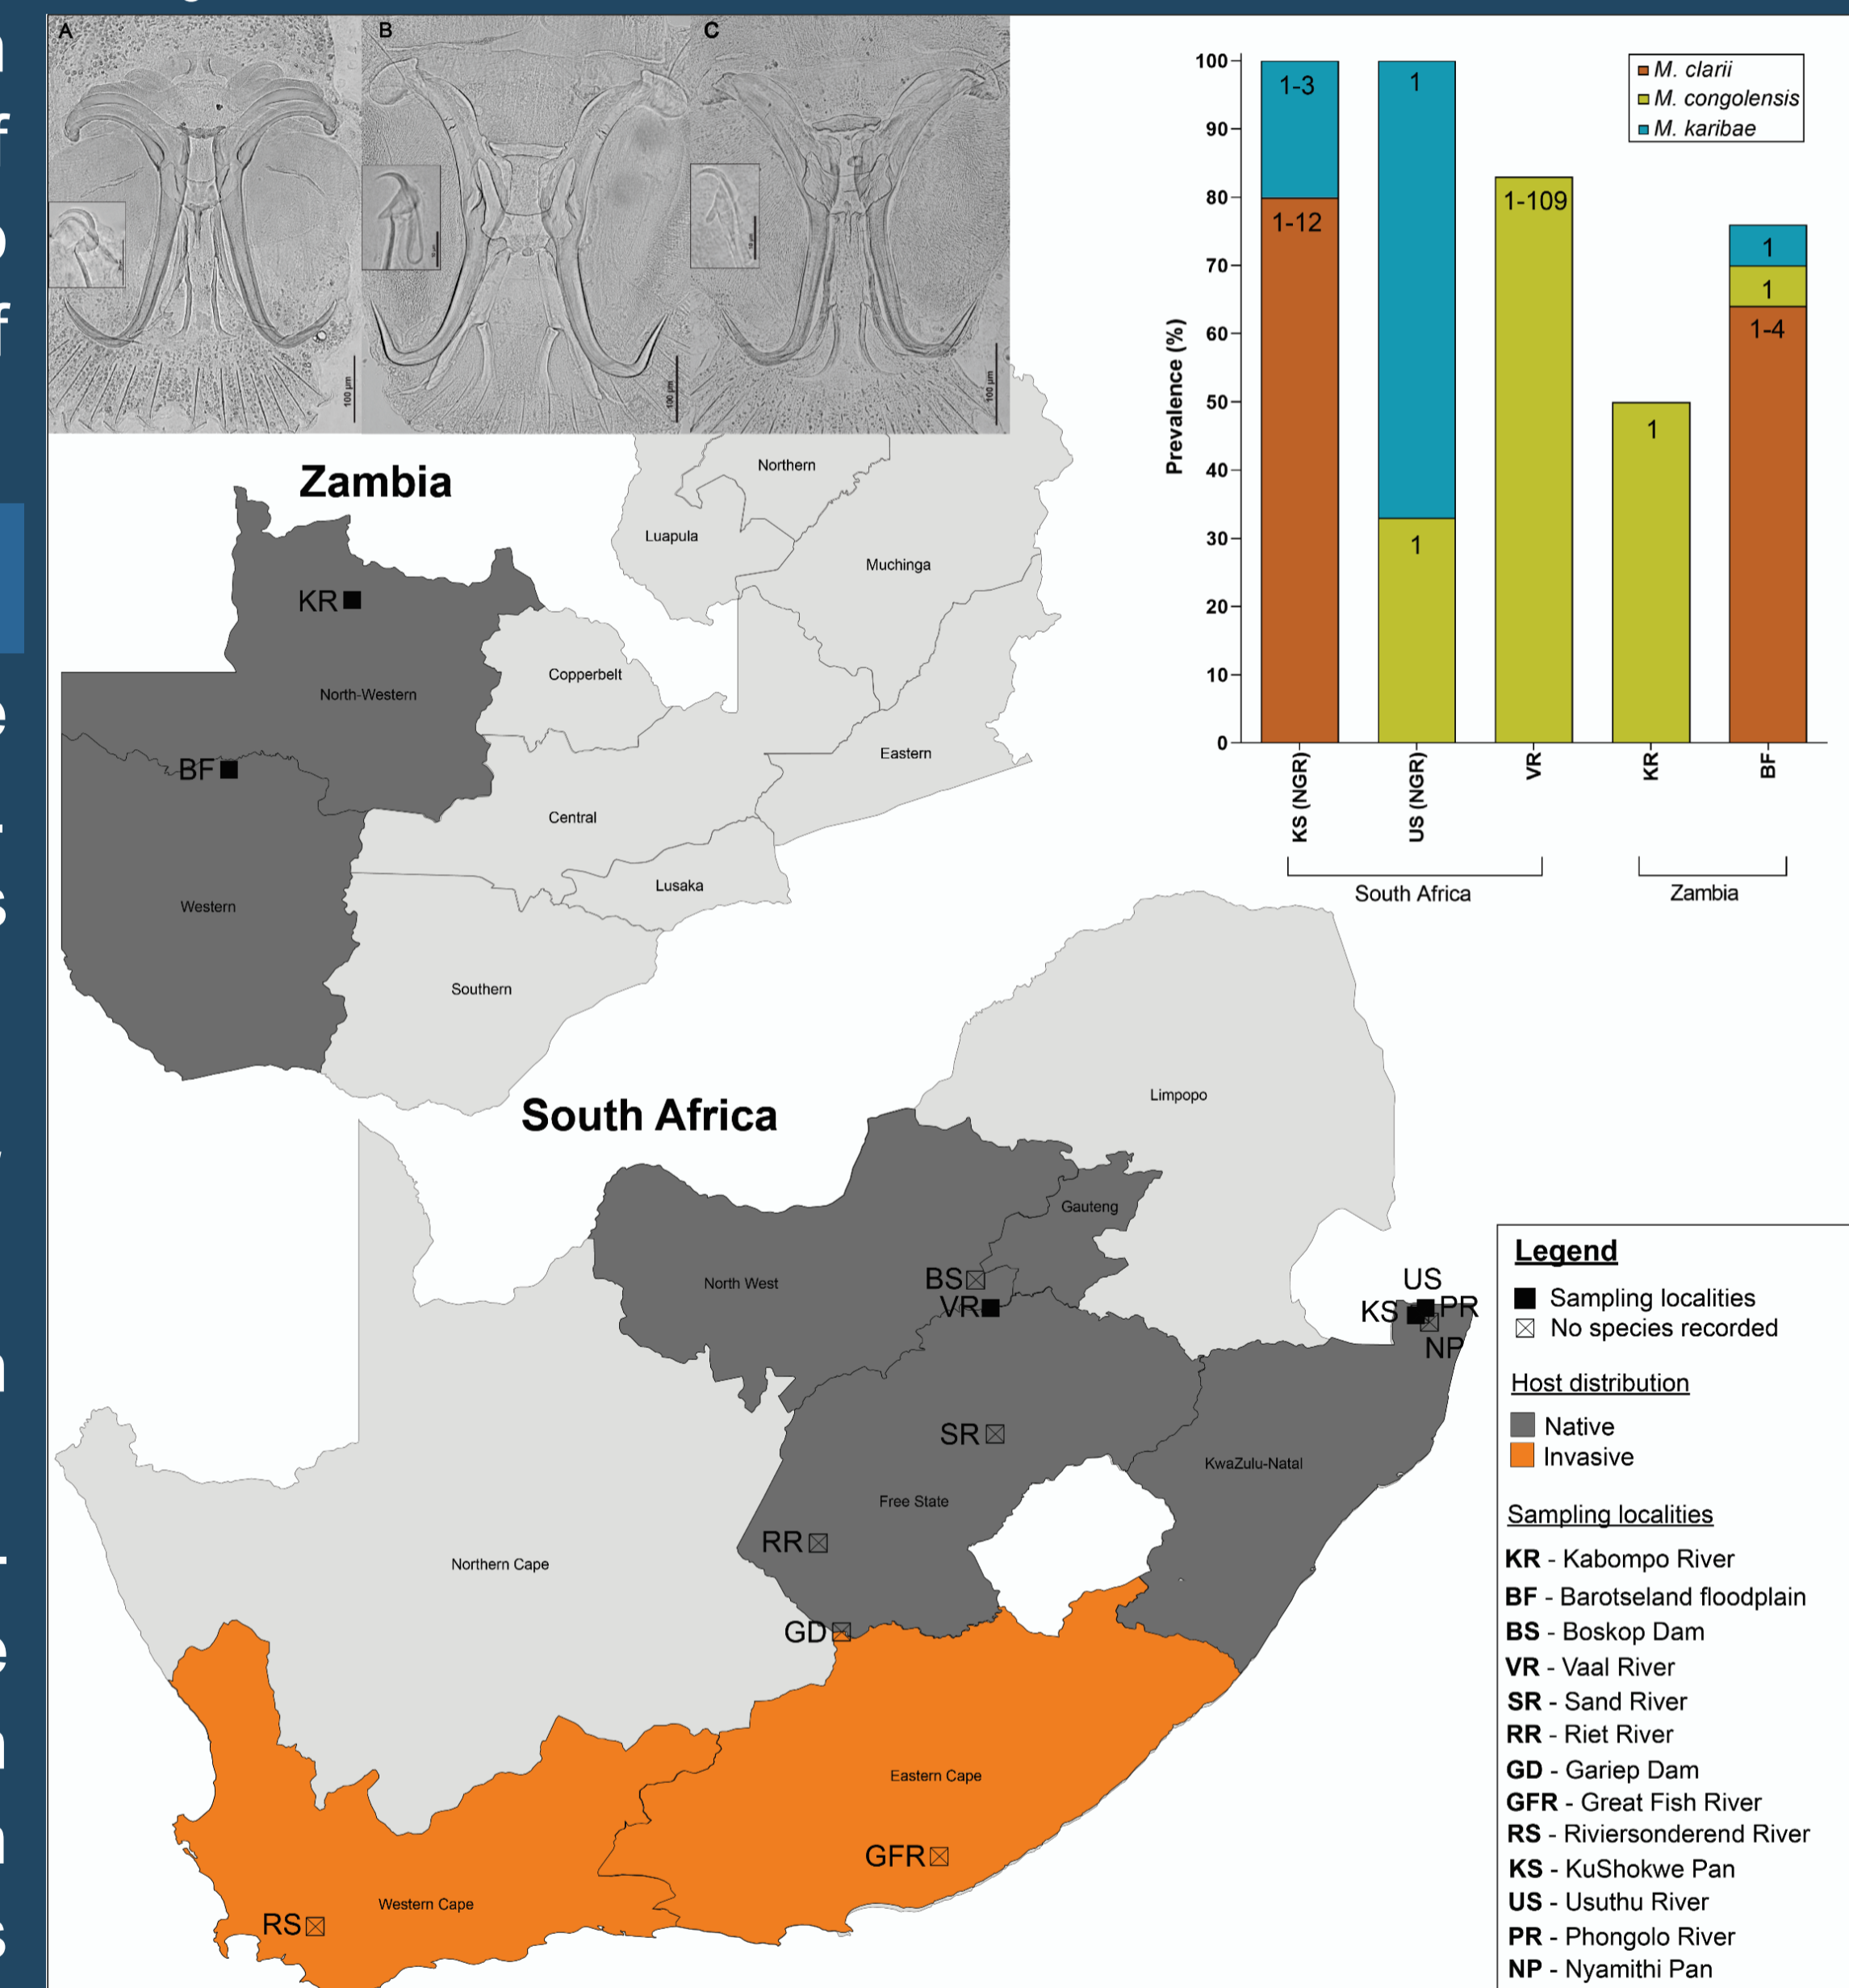 A
B
C
100 µm
100 µm
100 µm
Prevalence (%)
100
90
80
70
60
50
40
30
20
10
0
1-3
1-12
1
1
1-109
1
1
1
1-4
M. clarii
M. congolensis
M. karibae
KS (NGR)
US (NGR)
VR
KR
BF
South Africa
Zambia
Zambia
Northern
Luapula
Muchinga
KR
Copperbelt
North-Western
BF
Eastern
Central
Lusaka
Western
Southern
South Africa
Limpopo
Gauteng
North West
BS
VR
US
KS
PR
NP
SR
KwaZulu-Natal
Free State
RR
Northern Cape
GD
Eastern Cape
GFR
Western Cape
RS
Legend
Sampling localities
No species recorded
Host distribution
Native
Invasive
Sampling localities
KR - Kabompo River
BF - Barotseland floodplain
BS - Boskop Dam
VR - Vaal River
SR - Sand River
RR - Riet River
GD - Gariep Dam
GFR - Great Fish River
RS - Riviersonderend River
KS - KuShokwe Pan
US - Usuthu River
PR - Phongolo River
NP - Nyamithi Pan